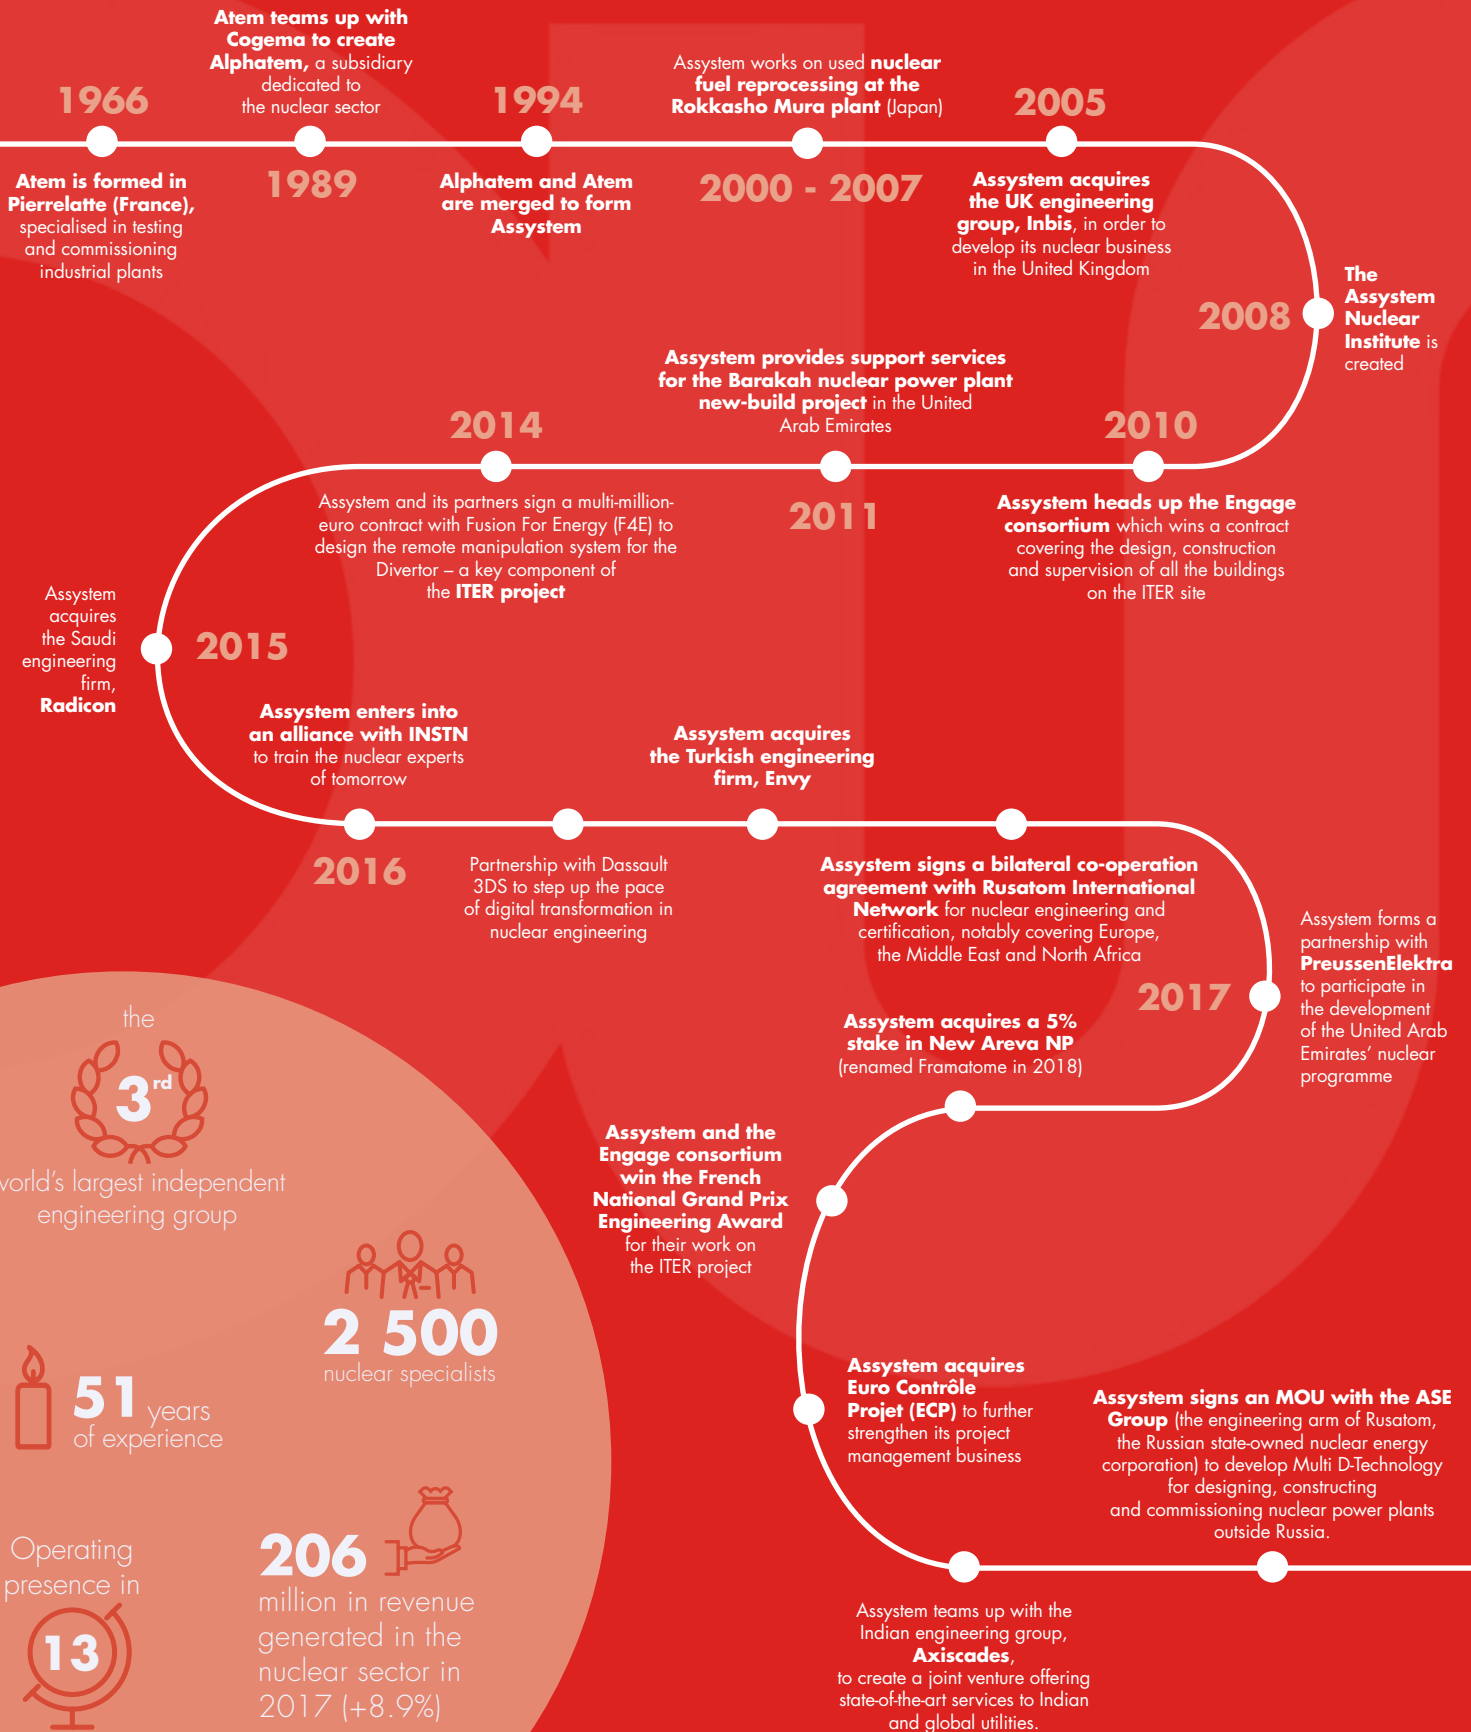 1966
Atem is formed in
Pierrelatte (France),
specialised in testing
and commissioning
industrial plants
Atem teams up with
Cogema to create
Alphatem, a subsidiary
dedicated to
the nuclear sector
1989
1994
Alphatem and Atem
are merged to form
Assystem
Assystem works on used nuclear
fuel reprocessing at the
Rokkasho Mura plant (Japan)
2000 - 2007
2005
Assystem acquires
the UK engineering
group, Inbis, in order to
develop its nuclear business
in the United Kingdom
2008
The
Assystem
Nuclear
Institute is
created
2010
Assystem heads up the Engage
consortium which wins a contract
covering the design, construction
and supervision of all the buildings
on the ITER site
Assystem provides support services
for the Barakah nuclear power plant
new-build project in the United
Arab Emirates
2011
2014
Assystem and its partners sign a multi-million-
euro contract with Fusion For Energy (F4E) to
design the remote manipulation system for the
Divertor – a key component of
the ITER project
Assystem
acquires
the Saudi
engineering
firm,
Radicon
2015
Assystem enters into
an alliance with INSTN
to train the nuclear experts
of tomorrow
2016
Partnership with Dassault
3DS to step up the pace
of digital transformation in
nuclear engineering
Assystem acquires
the Turkish engineering
firm, Envy
Assystem signs a bilateral co-operation
agreement with Rusatom International
Network for nuclear engineering and
certification, notably covering Europe,
the Middle East and North Africa
2017
Assystem forms a
partnership with
PreussenElektra
to participate in
the development
of the United Arab
Emirates’ nuclear
programme
Assystem acquires a 5%
stake in New Areva NP
(renamed Framatome in 2018)
Assystem and the
Engage consortium
win the French
National Grand Prix
Engineering Award
for their work on
the ITER project
Assystem acquires
Euro Contrôle
Projet (ECP) to further
strengthen its project
management business
Assystem teams up with the
Indian engineering group,
Axiscades,
to create a joint venture offering
state-of-the-art services to Indian
and global utilities.
Assystem signs an MOU with the ASE
Group (the engineering arm of Rusatom,
the Russian state-owned nuclear energy
corporation) to develop Multi D-Technology
for designing, constructing
and commissioning nuclear power plants
outside Russia.
the
3rd
world’s largest independent
engineering group
2 500
nuclear specialists
51 years
of experience
Operating
presence in
13
206
million in revenue
generated in the
nuclear sector in
2017 (+8.9%)